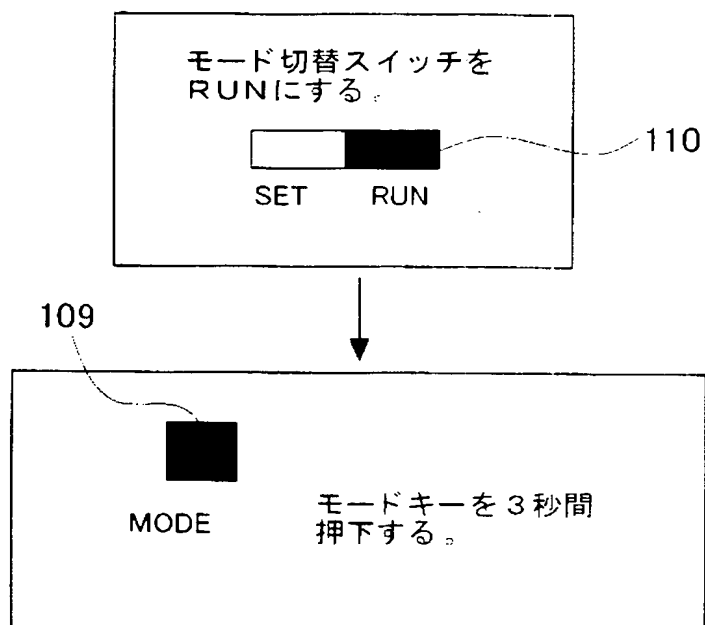 モード切替スイッチを
RUNにする。
110
SET RUN
109
MODE
モードキーを3秒間
押下する。